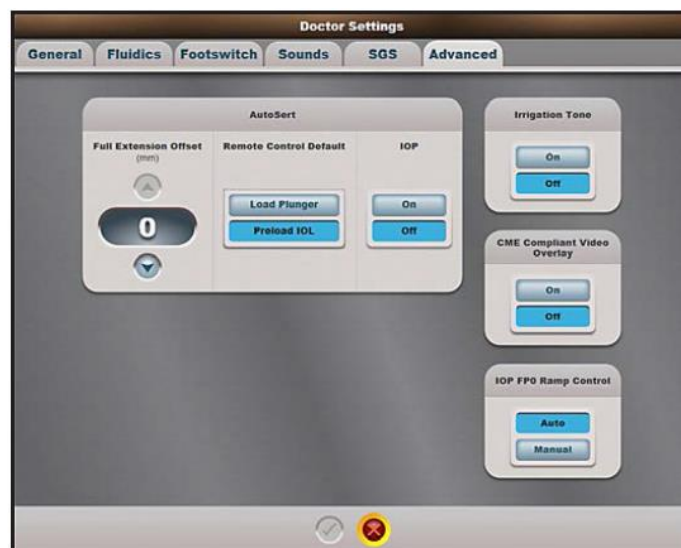 Doctor Settings
General Fluidics Footswitch Sounds SGS Advanced
AutoSert
Full Extension Offset
(mm)
0
Remote Control Default
Load Plunger
Preload IOL
IOP
On
Off
Irrigation Tone
On
Off
CME Compliant Video
Overlay
On
Off
IOP FP0 Ramp Control
Auto
Manual